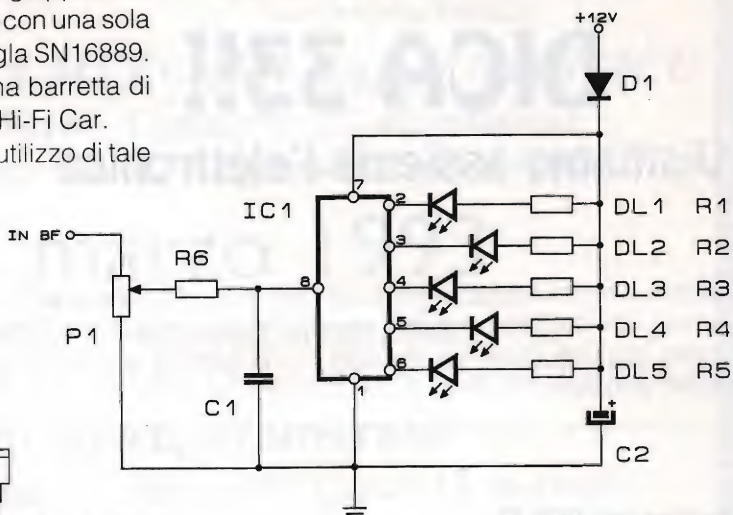 con una sola
gla SN16889.
na barretta di
Hi-Fi Car.
utilizzo di tale
+12V
D1
IC1
7
2
DL1 R1
IN BF
3
DL2 R2
R6
8
4
DL3 R3
P1
5
DL4 R4
6
DL5 R5
C1
1
+
C2